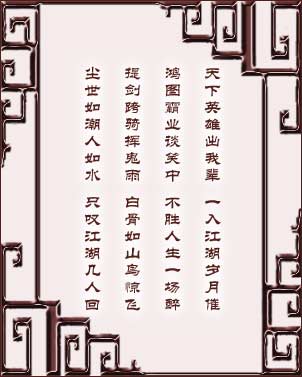 天下英雄出我辈 一入江湖岁月催
鸿图霸业谈笑中 不胜人生一场醉
提剑跨骑挥鬼雨 白骨如山鸟惊飞
尘世如潮人如水 只叹江湖几人回